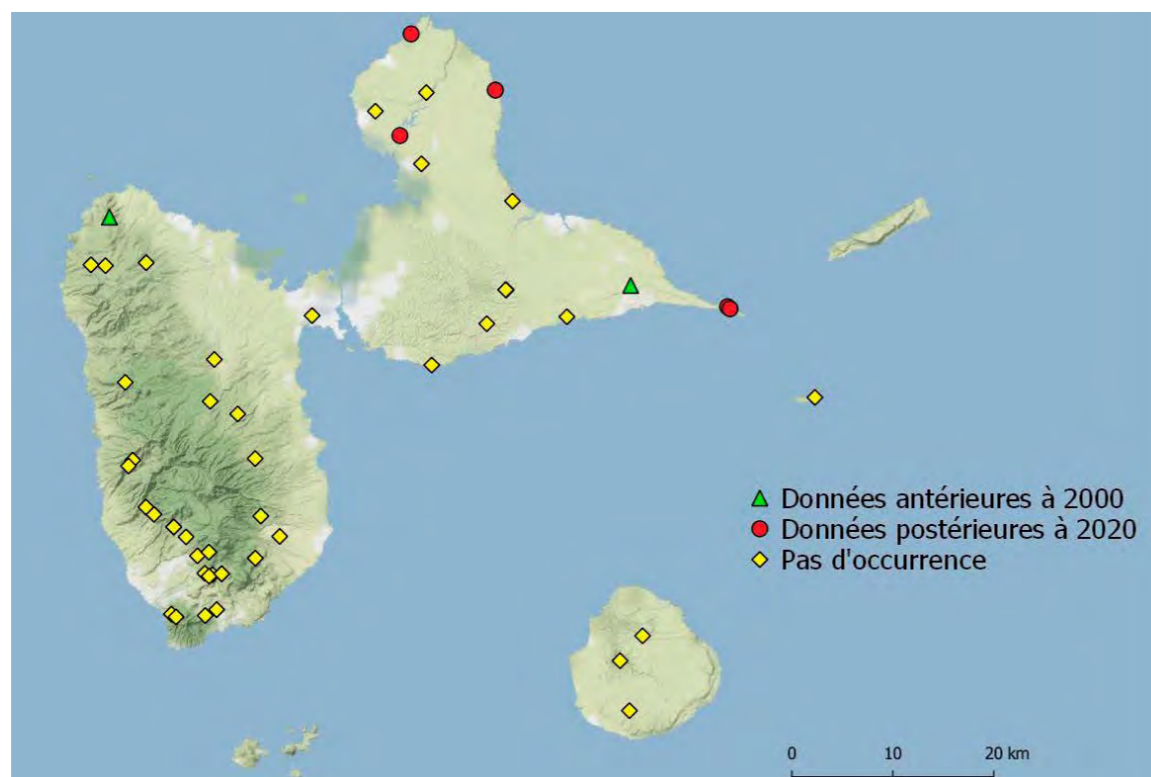 Données antérieures à 2000
Données postérieures à 2020
Pas d'occurrence
0 10 20 km